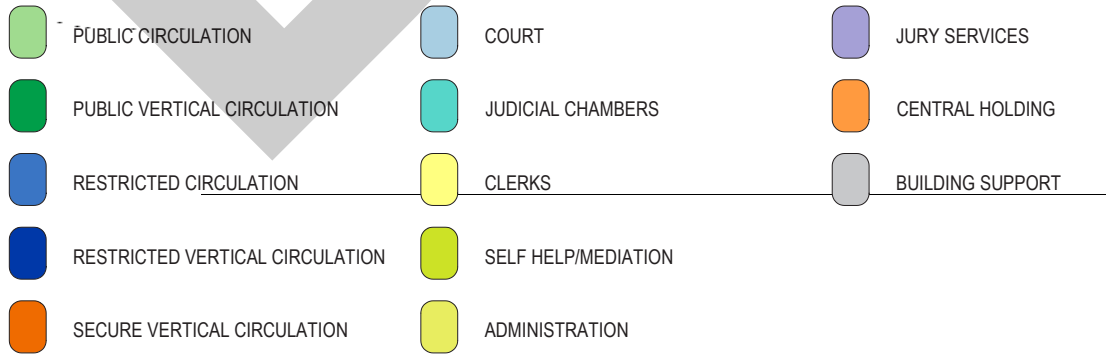 PUBLIC CIRCULATION
PUBLIC VERTICAL CIRCULATION
RESTRICTED CIRCULATION
RESTRICTED VERTICAL CIRCULATION
SECURE VERTICAL CIRCULATION
COURT
JUDICIAL CHAMBERS
CLERKS
SELF HELP/MEDIATION
ADMINISTRATION
JURY SERVICES
CENTRAL HOLDING
BUILDING SUPPORT